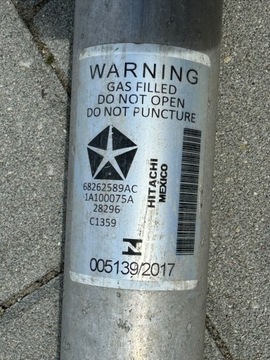 WARNING
GAS FILLED
DO NOT OPEN
DO NOT PUNCTURE
68262589AC
1A100075A
28296
C1359
HITACHI
MEXICO
005139/2017